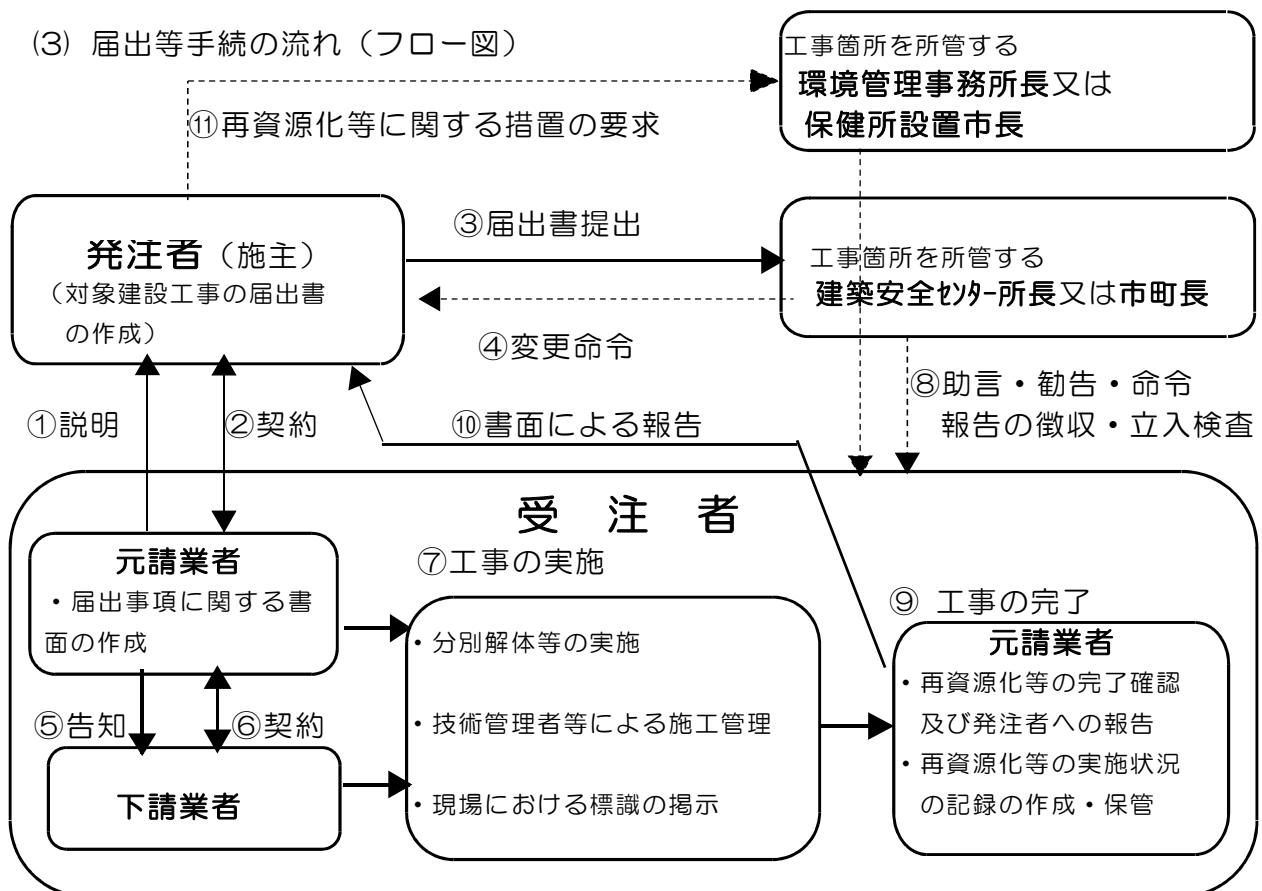 ⑶ 届出等手続の流れ（フロー図）
工事箇所を所管する
環境管理事務所長又は
保健所設置市長
⑪再資源化等に関する措置の要求
発注者（施主）
（対象建設工事の届出書
の作成）
③届出書提出
工事箇所を所管する
建築安全ｾﾝﾀｰ所長又は市町長
④変更命令
①説明
②契約
⑩書面による報告
⑧助言・勧告・命令
報告の徴収・立入検査
受 注 者
元請業者
・届出事項に関する書
面の作成
⑤告知
⑥契約
下請業者
⑦工事の実施
・分別解体等の実施
・技術管理者等による施工管理
・現場における標識の掲示
⑨ 工事の完了
元請業者
・再資源化等の完了確認
及び発注者への報告
・再資源化等の実施状況
の記録の作成・保管